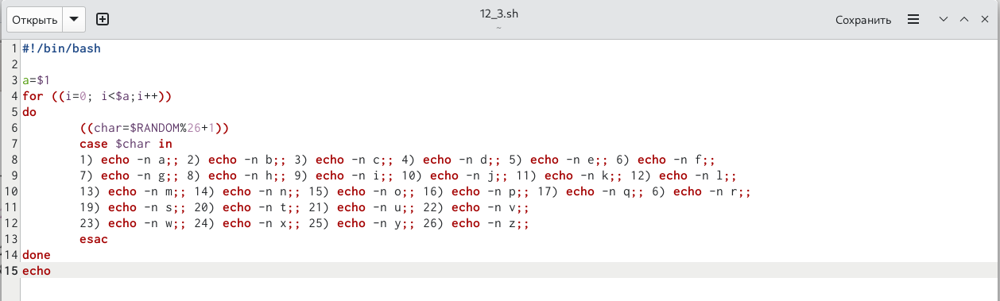 Открыть
12_3.sh
~
Сохранить
1 #!/bin/bash
2
3 a=$1
4 for ((i=0; i<$a;i++))
5 do
6 ((char=$RANDOM%26+1))
7 case $char in
8 1) echo -n a;; 2) echo -n b;; 3) echo -n c;; 4) echo -n d;; 5) echo -n e;; 6) echo -n f;;
9 7) echo -n g;; 8) echo -n h;; 9) echo -n i;; 10) echo -n j;; 11) echo -n k;; 12) echo -n l;;
10 13) echo -n m;; 14) echo -n n;; 15) echo -n o;; 16) echo -n p;; 17) echo -n q;; 6) echo -n r;;
11 19) echo -n s;; 20) echo -n t;; 21) echo -n u;; 22) echo -n v;;
12 23) echo -n w;; 24) echo -n x;; 25) echo -n y;; 26) echo -n z;;
13 esac
14 done
15 echo